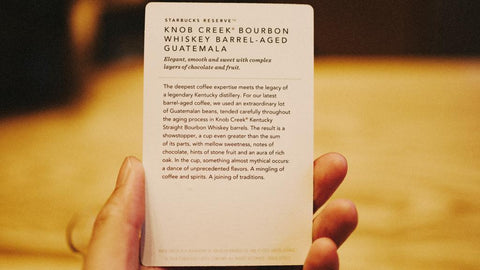 STARBUCKS RESERVE™
KNOB CREEK® BOURBON
WHISKEY BARREL-AGED
GUATEMALA
Elegant, smooth and sweet with complex
layers of chocolate and fruit.
The deepest coffee expertise meets the legacy of
a legendary Kentucky distillery. For our latest
barrel-aged coffee, we used an extraordinary lot
of Guatemalan beans, tended carefully throughout
the aging process in Knob Creek® Kentucky
Straight Bourbon Whiskey barrels. The result is a
showstopper, a cup even greater than the sum
of its parts, with mellow sweetness, notes of
chocolate, hints of stone fruit and an aura of rich
oak. In the cup, something almost mythical occurs:
a dance of unprecedented flavors. A mingling of
coffee and spirits. A joining of traditions.